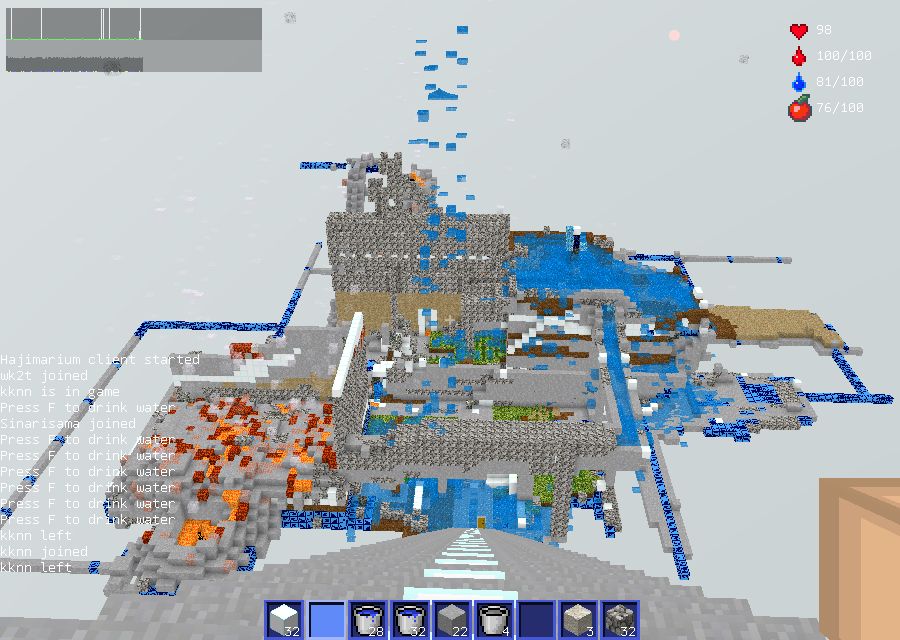 98
100/100
81/100
76/100
Hajimarium client started
wk2t joined
kknn is in game
Press F to drink water
Sinarisama joined
Press F to drink water
Press F to drink water
Press F to drink water
Press F to drink water
Press F to drink water
Press F to drink water
kknn left
kknn joined
kknn left
32
28
32
22
4
3
32